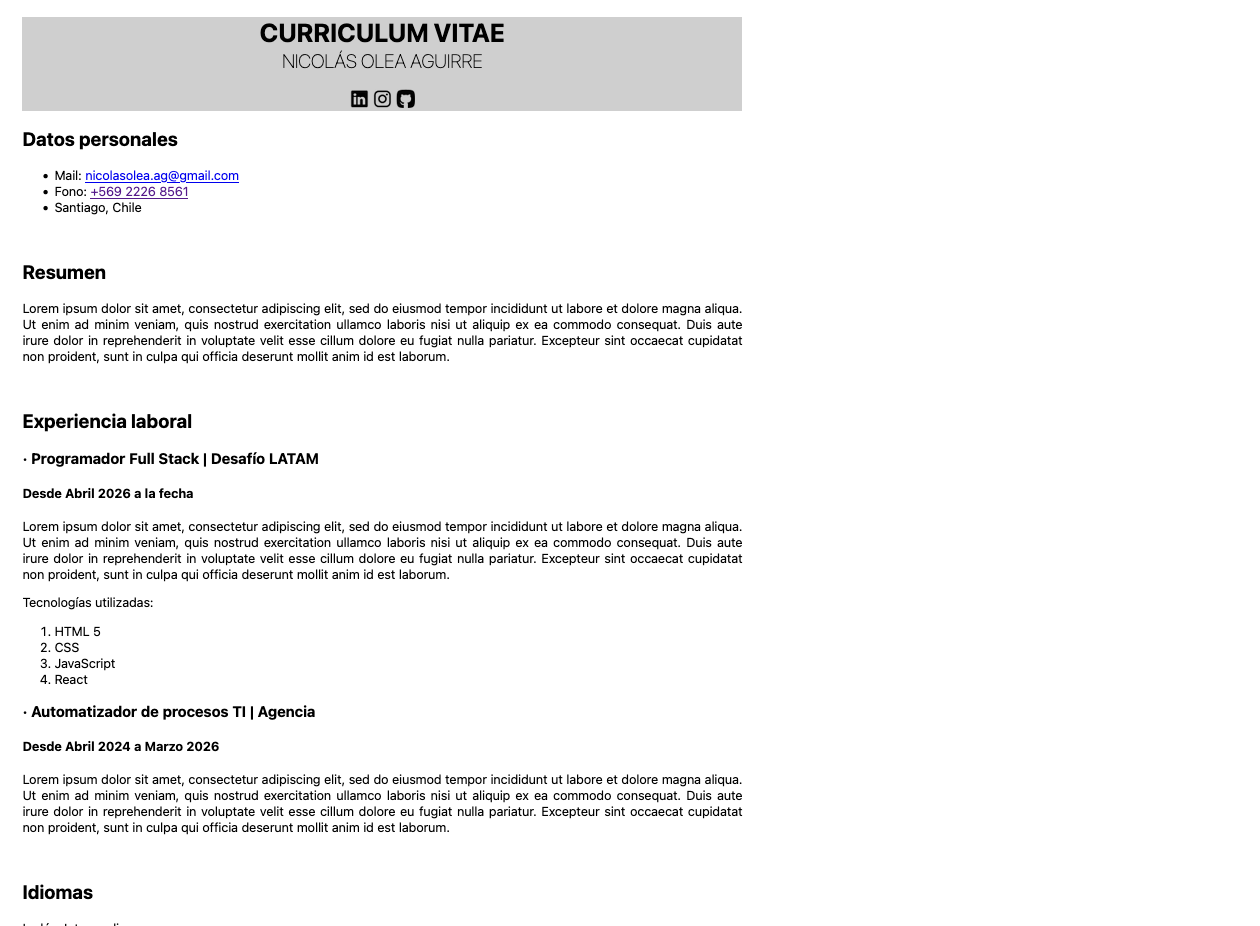 CURRICULUM VITAE
NICOLÁS OLEA AGUIRRE
Datos personales
• Mail: nicolasolea.ag@gmail.com
• Fono: +569 2226 8561
• Santiago, Chile
Resumen
Lorem ipsum dolor sit amet, consectetur adipiscing elit, sed do eiusmod tempor incididunt ut labore et dolore magna aliqua.
Ut enim ad minim veniam, quis nostrud exercitation ullamco laboris nisi ut aliquip ex ea commodo consequat. Duis aute
irure dolor in reprehenderit in voluptate velit esse cillum dolore eu fugiat nulla pariatur. Excepteur sint occaecat cupidatat
non proident, sunt in culpa qui officia deserunt mollit anim id est laborum.
Experiencia laboral
· Programador Full Stack | Desafío LATAM
Desde Abril 2026 a la fecha
Lorem ipsum dolor sit amet, consectetur adipiscing elit, sed do eiusmod tempor incididunt ut labore et dolore magna aliqua.
Ut enim ad minim veniam, quis nostrud exercitation ullamco laboris nisi ut aliquip ex ea commodo consequat. Duis aute
irure dolor in reprehenderit in voluptate velit esse cillum dolore eu fugiat nulla pariatur. Excepteur sint occaecat cupidatat
non proident, sunt in culpa qui officia deserunt mollit anim id est laborum.
Tecnologías utilizadas:
1. HTML 5
2. CSS
3. JavaScript
4. React
· Automatizador de procesos TI | Agencia
Desde Abril 2024 a Marzo 2026
Lorem ipsum dolor sit amet, consectetur adipiscing elit, sed do eiusmod tempor incididunt ut labore et dolore magna aliqua.
Ut enim ad minim veniam, quis nostrud exercitation ullamco laboris nisi ut aliquip ex ea commodo consequat. Duis aute
irure dolor in reprehenderit in voluptate velit esse cillum dolore eu fugiat nulla pariatur. Excepteur sint occaecat cupidatat
non proident, sunt in culpa qui officia deserunt mollit anim id est laborum.
Idiomas